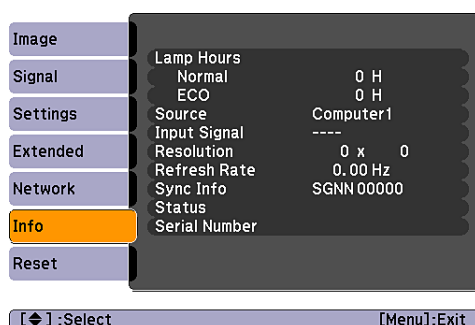 Image
Signal
Settings
Extended
Network
Info
Reset
Lamp Hours
Normal 0 H
ECO 0 H
Source Computer1
Input Signal ----
Resolution 0 x 0
Refresh Rate 0.00 Hz
Sync Info SGNN 00000
Status
Serial Number
[◆] :Select [Menu]:Exit